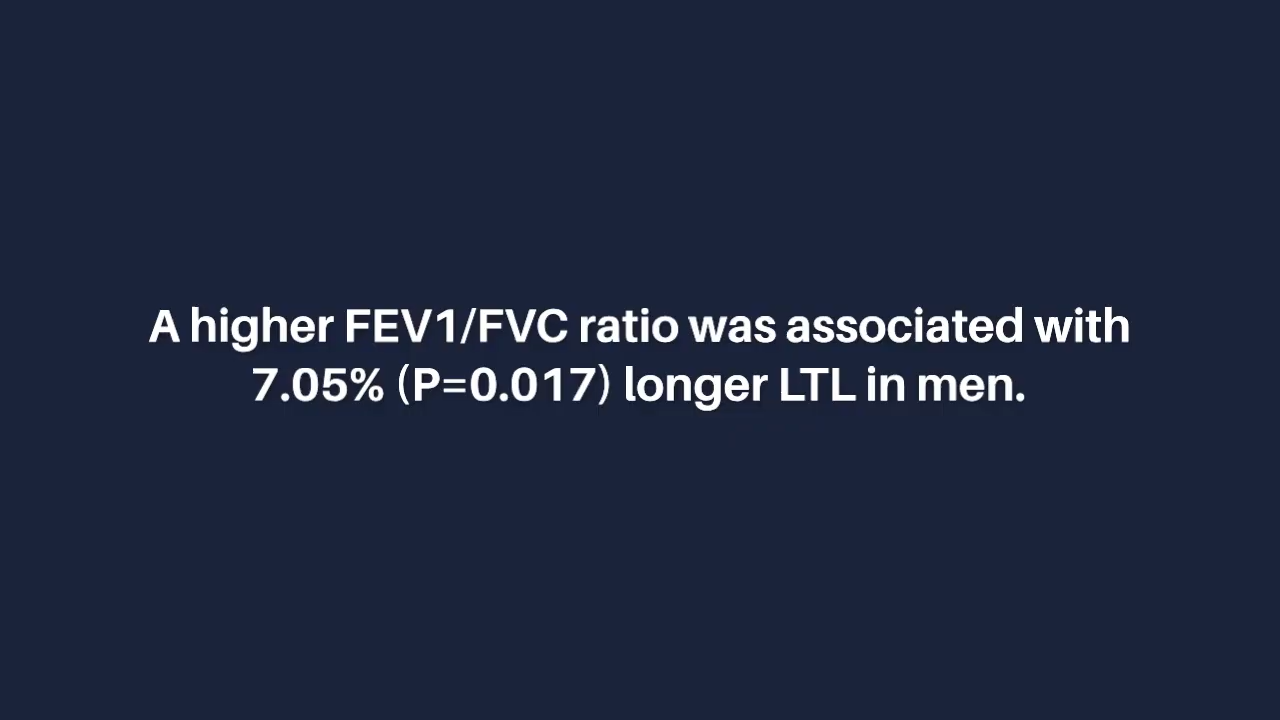 A higher FEV1/FVC ratio was associated with
7.05% (P=0.017) longer LTL in men.